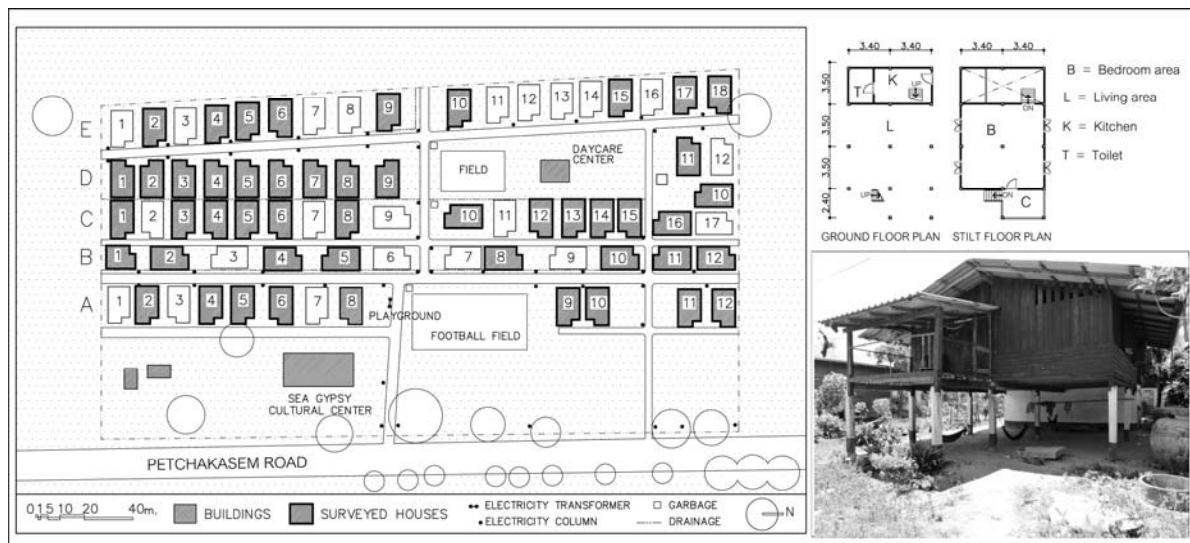 E 1 2 3 4 5 6 7 8 9 10 11 12 13 14 15 16 17 18
D 1 2 3 4 5 6 7 8 9 FIELD DAYCARE CENTER 11 12
10
C 1 2 3 4 5 6 7 8 9 10 11 12 13 14 15 16 17
B 1 2 3 4 5 6 7 8 9 10 11 12
A 1 2 3 4 5 6 7 8 9 10 11 12
PLAYGROUND
FOOTBALL FIELD
SEA GYPSY
CULTURAL CENTER
PETCHAKASEM ROAD
0 1 5 10 20 40m.
BUILDINGS
SURVEYED HOUSES
ELECTRICITY TRANSFORMER
ELECTRICITY COLUMN
GARBAGE
DRAINAGE
N
3.40 3.40
3.50
3.50
3.50
2.40
T K UP
L
UP
GROUND FLOOR PLAN
3.40 3.40
DN
B
DN
C
STILT FLOOR PLAN
B = Bedroom area
L = Living area
K = Kitchen
T = Toilet